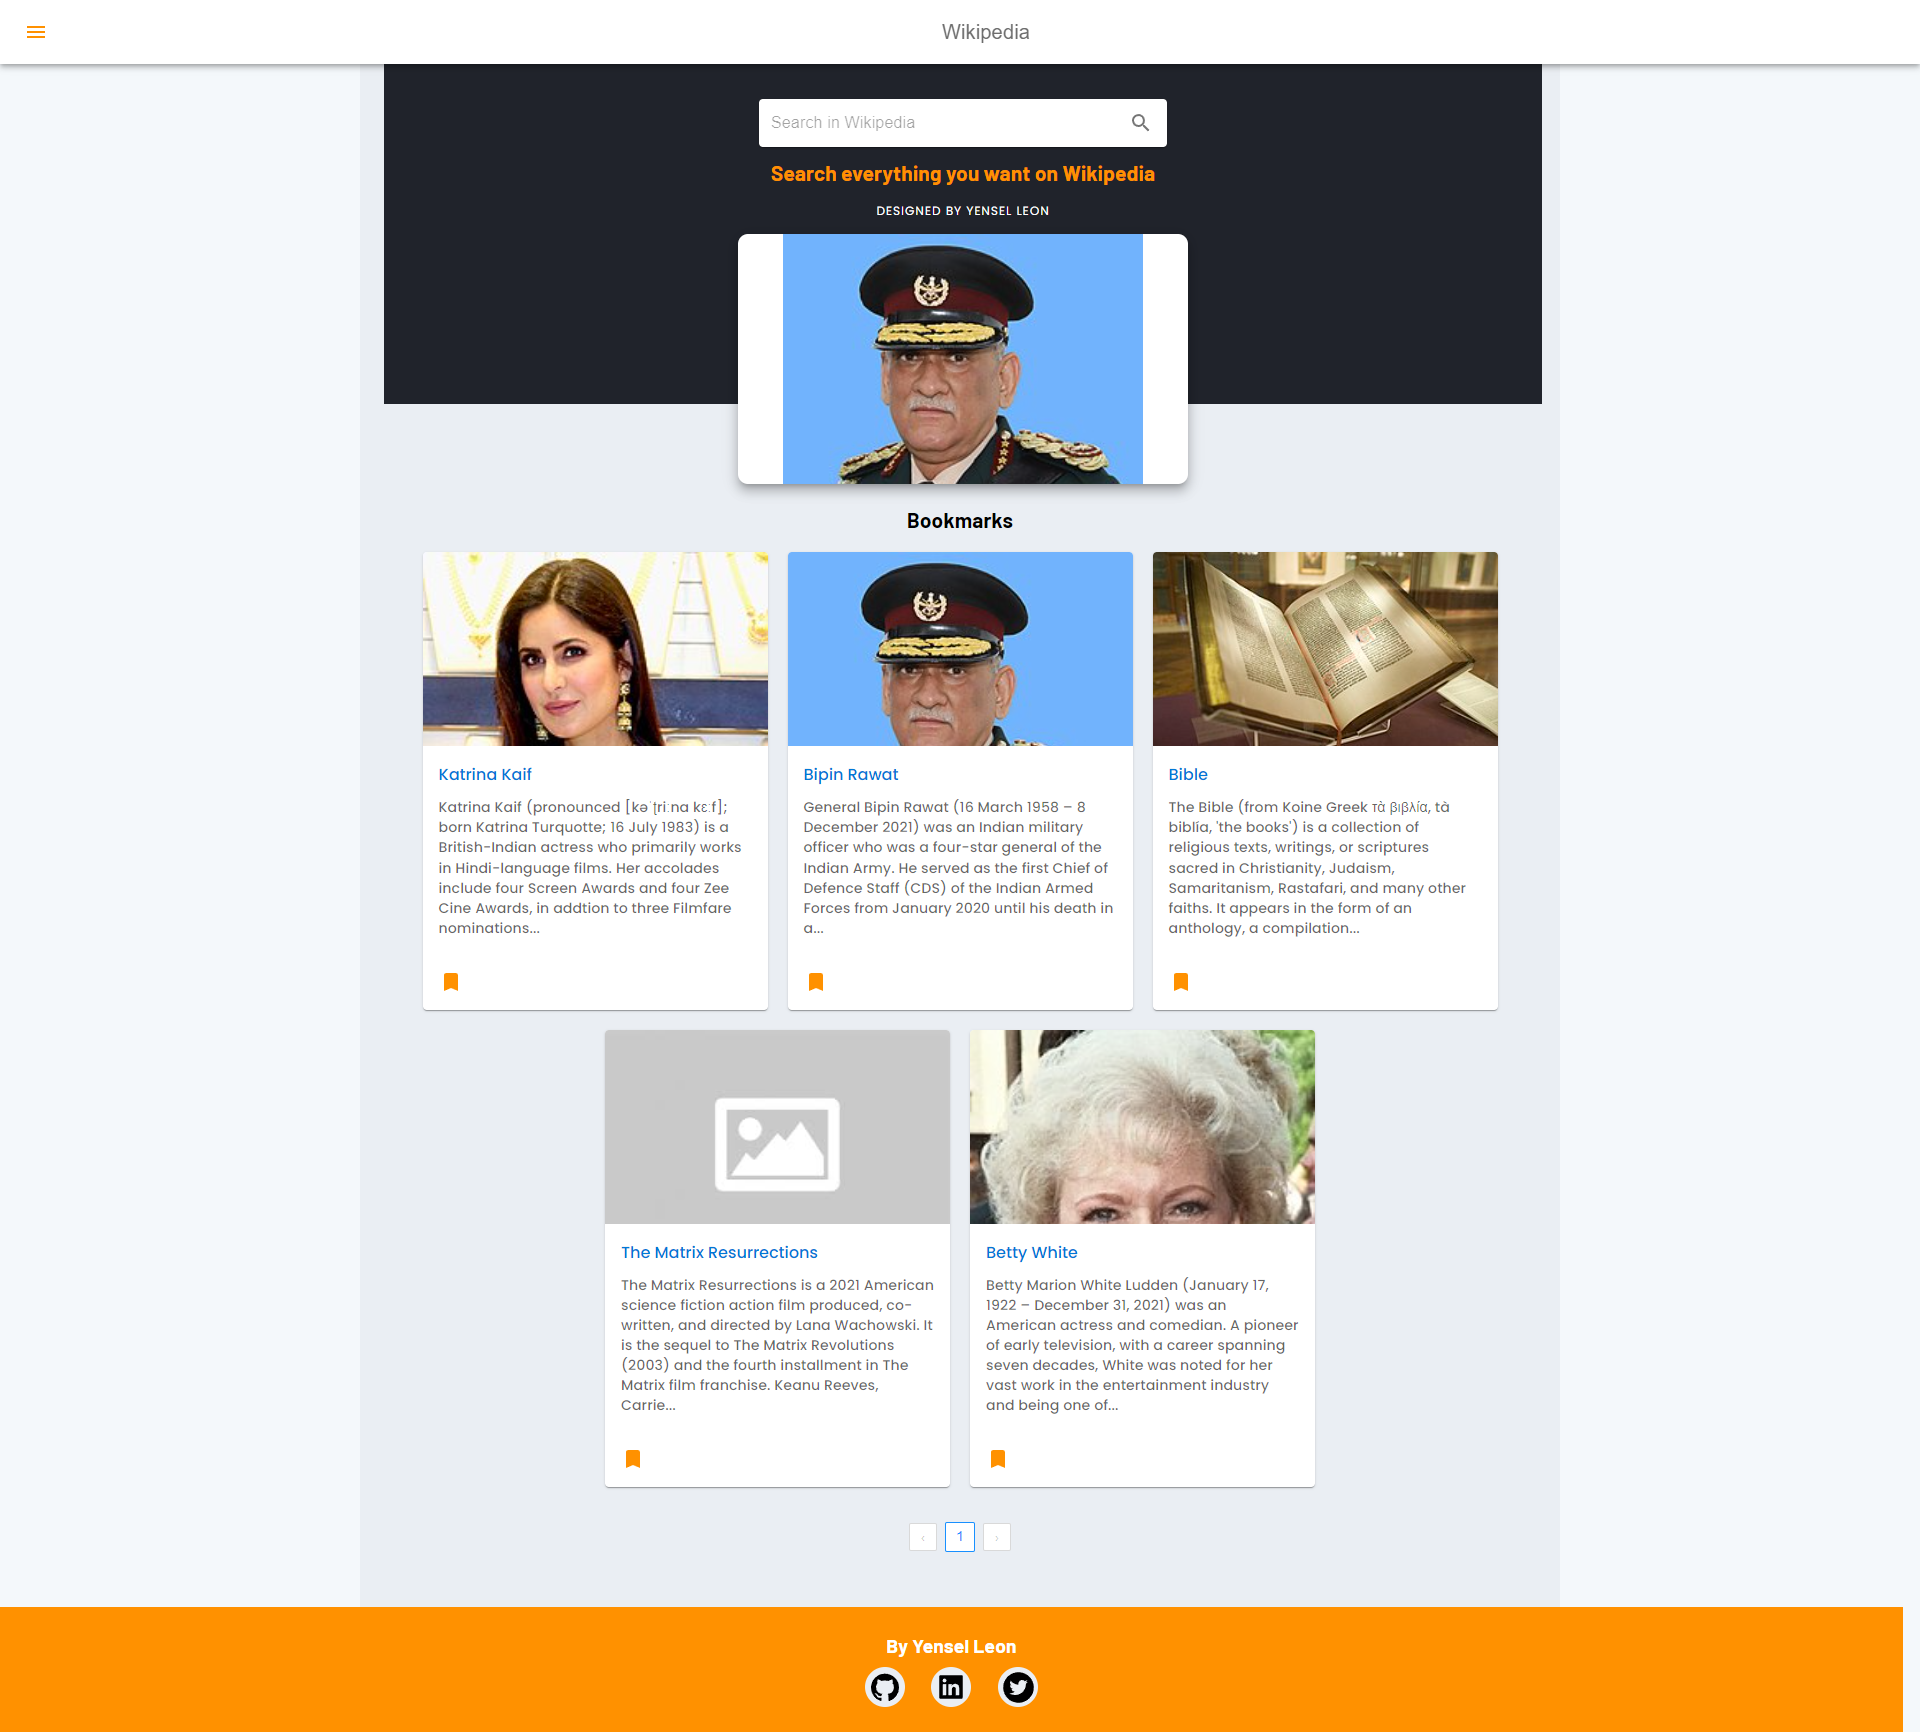 Wikipedia
Search in Wikipedia
Search everything you want on Wikipedia
DESIGNED BY YENSEL LEON
Bookmarks
Katrina Kaif
Katrina Kaif (pronounced [kəˈʈriːna kɛːf];
born Katrina Turquotte; 16 July 1983) is a
British-Indian actress who primarily works
in Hindi-language films. Her accolades
include four Screen Awards and four Zee
Cine Awards, in addtion to three Filmfare
nominations...
Bipin Rawat
General Bipin Rawat (16 March 1958 – 8
December 2021) was an Indian military
officer who was a four-star general of the
Indian Army. He served as the first Chief of
Defence Staff (CDS) of the Indian Armed
Forces from January 2020 until his death in
a...
Bible
The Bible (from Koine Greek τὰ βιβλία, tà
biblía, 'the books') is a collection of
religious texts, writings, or scriptures
sacred in Christianity, Judaism,
Samaritanism, Rastafari, and many other
faiths. It appears in the form of an
anthology, a compilation...
The Matrix Resurrections
The Matrix Resurrections is a 2021 American
science fiction action film produced, co-
written, and directed by Lana Wachowski. It
is the sequel to The Matrix Revolutions
(2003) and the fourth installment in The
Matrix film franchise. Keanu Reeves,
Carrie...
Betty White
Betty Marion White Ludden (January 17,
1922 – December 31, 2021) was an
American actress and comedian. A pioneer
of early television, with a career spanning
seven decades, White was noted for her
vast work in the entertainment industry
and being one of...
‹ 1 ›
By Yensel Leon
in